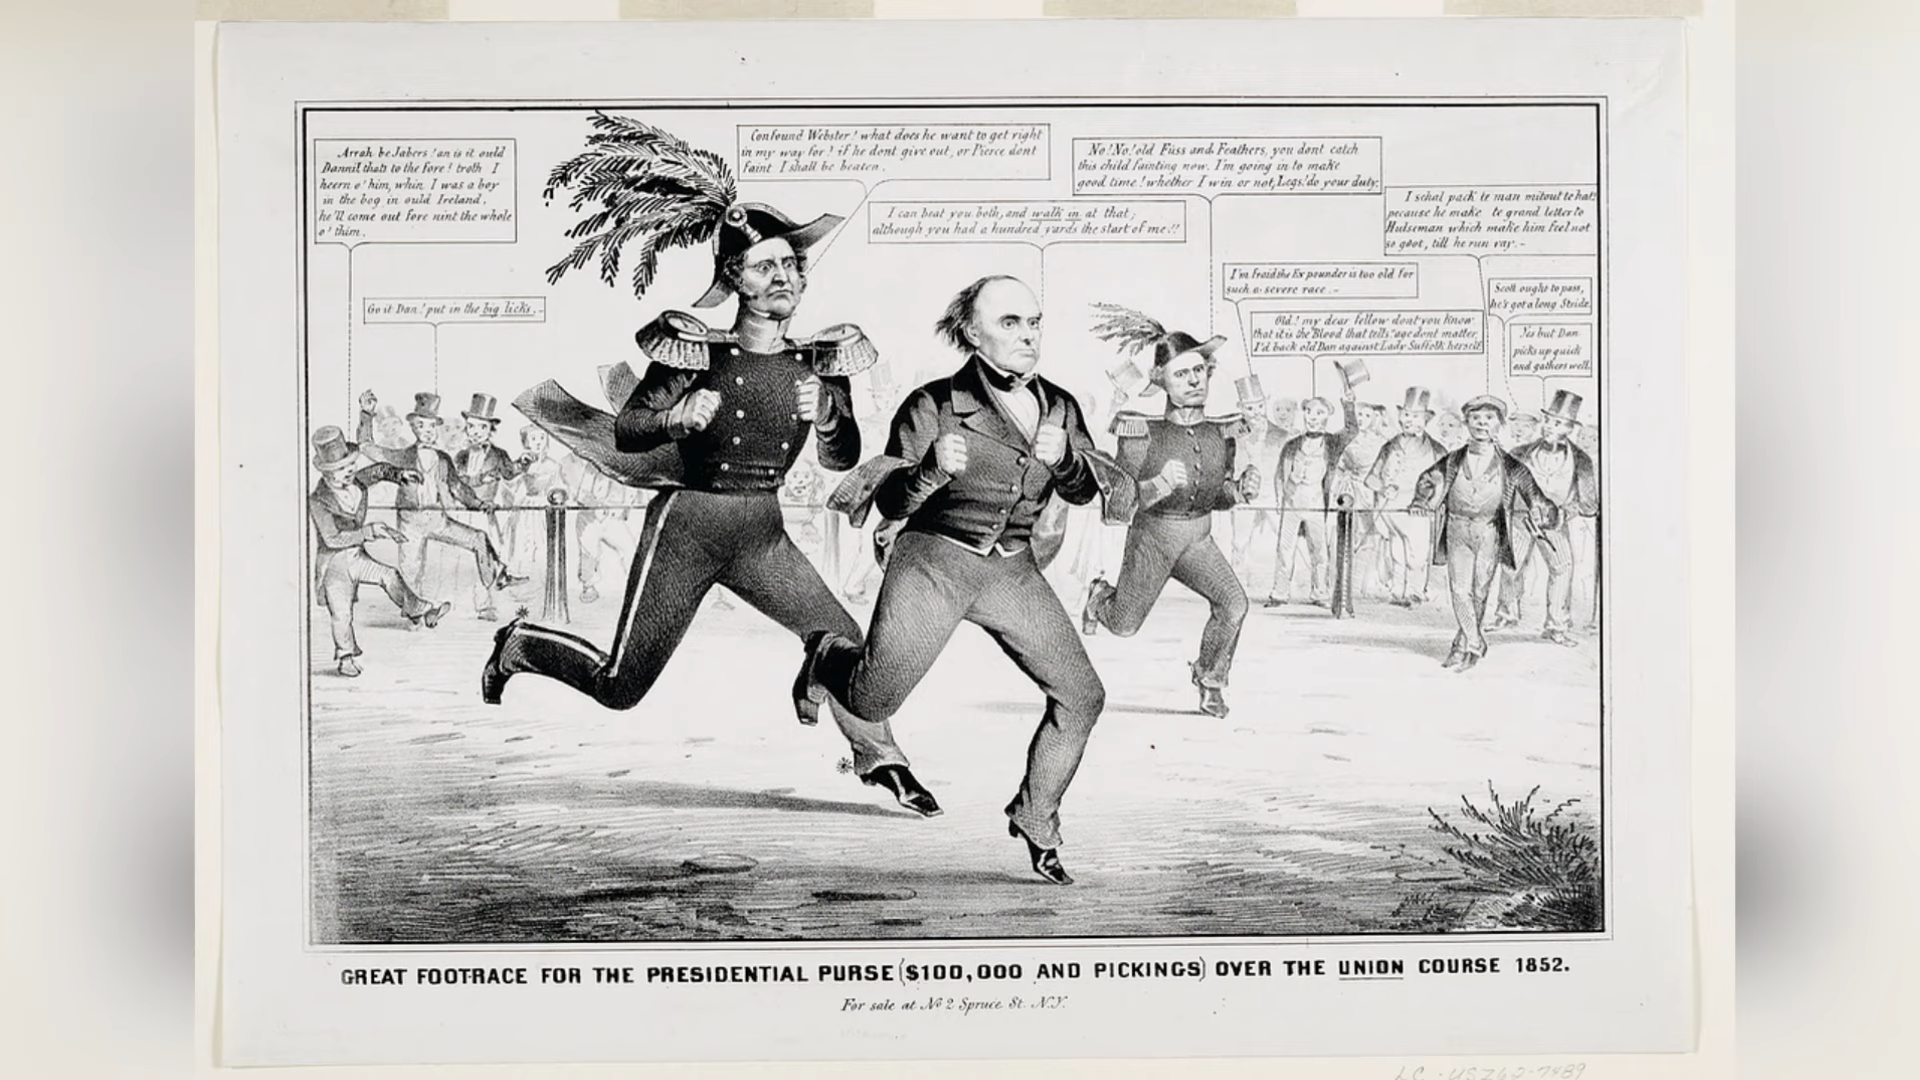 Arrah be Jabers! an is it ould
Dannil thats to the fore! troth I
heern o' him, whin I was a boy
in the bog in ould Ireland,
he'll come out fore nint the whole
o' thim.
Go it Dan! put in the big licks.-
Confound Webster! what does he want to get right
in my way for! if he dont give out, or Pierce dont
faint I shall be beaten.
I can beat you both, and walk in at that,
although you had a hundred yards the start of me!!
No! No! old Fuss and Feathers, you dont catch
this child fainting now. I'm going in to make
good time! whether I win or not, Legs! do your duty.
I'm fraid the Expounder is too old for
such a severe race.-
Old! my dear fellow dont you know
that it is the "Blood that tells" age dont matter,
I'd back old Dan against Lady Suffolk herself
I schal pack te man mitout te hat;
pecause he make te grand letter to
Hulseman which make him feel not
so goot, till he run vay.-
Scott ought to pass,
he's got a long Stride.
Yes but Dan
picks up quick
and gathers well.
GREAT FOOTRACE FOR THE PRESIDENTIAL PURSE ($100,000 AND PICKINGS) OVER THE UNION COURSE 1852.
For sale at No 2 Spruce St. N.Y.
LC-USZ62-7989